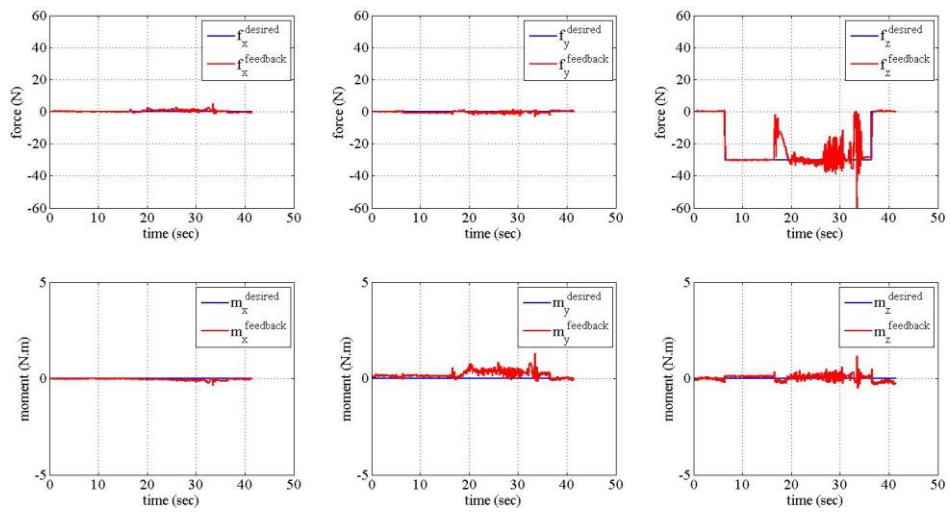 60
40
20
0
-20
-40
-60
0 10 20 30 40 50
force (N)
time (sec)
f_x^desired
f_x^feedback
60
40
20
0
-20
-40
-60
0 10 20 30 40 50
force (N)
time (sec)
f_y^desired
f_y^feedback
60
40
20
0
-20
-40
-60
0 10 20 30 40 50
force (N)
time (sec)
f_z^desired
f_z^feedback
5
0
-5
0 10 20 30 40 50
moment (N.m)
time (sec)
m_x^desired
m_x^feedback
5
0
-5
0 10 20 30 40 50
moment (N.m)
time (sec)
m_y^desired
m_y^feedback
5
0
-5
0 10 20 30 40 50
moment (N.m)
time (sec)
m_z^desired
m_z^feedback